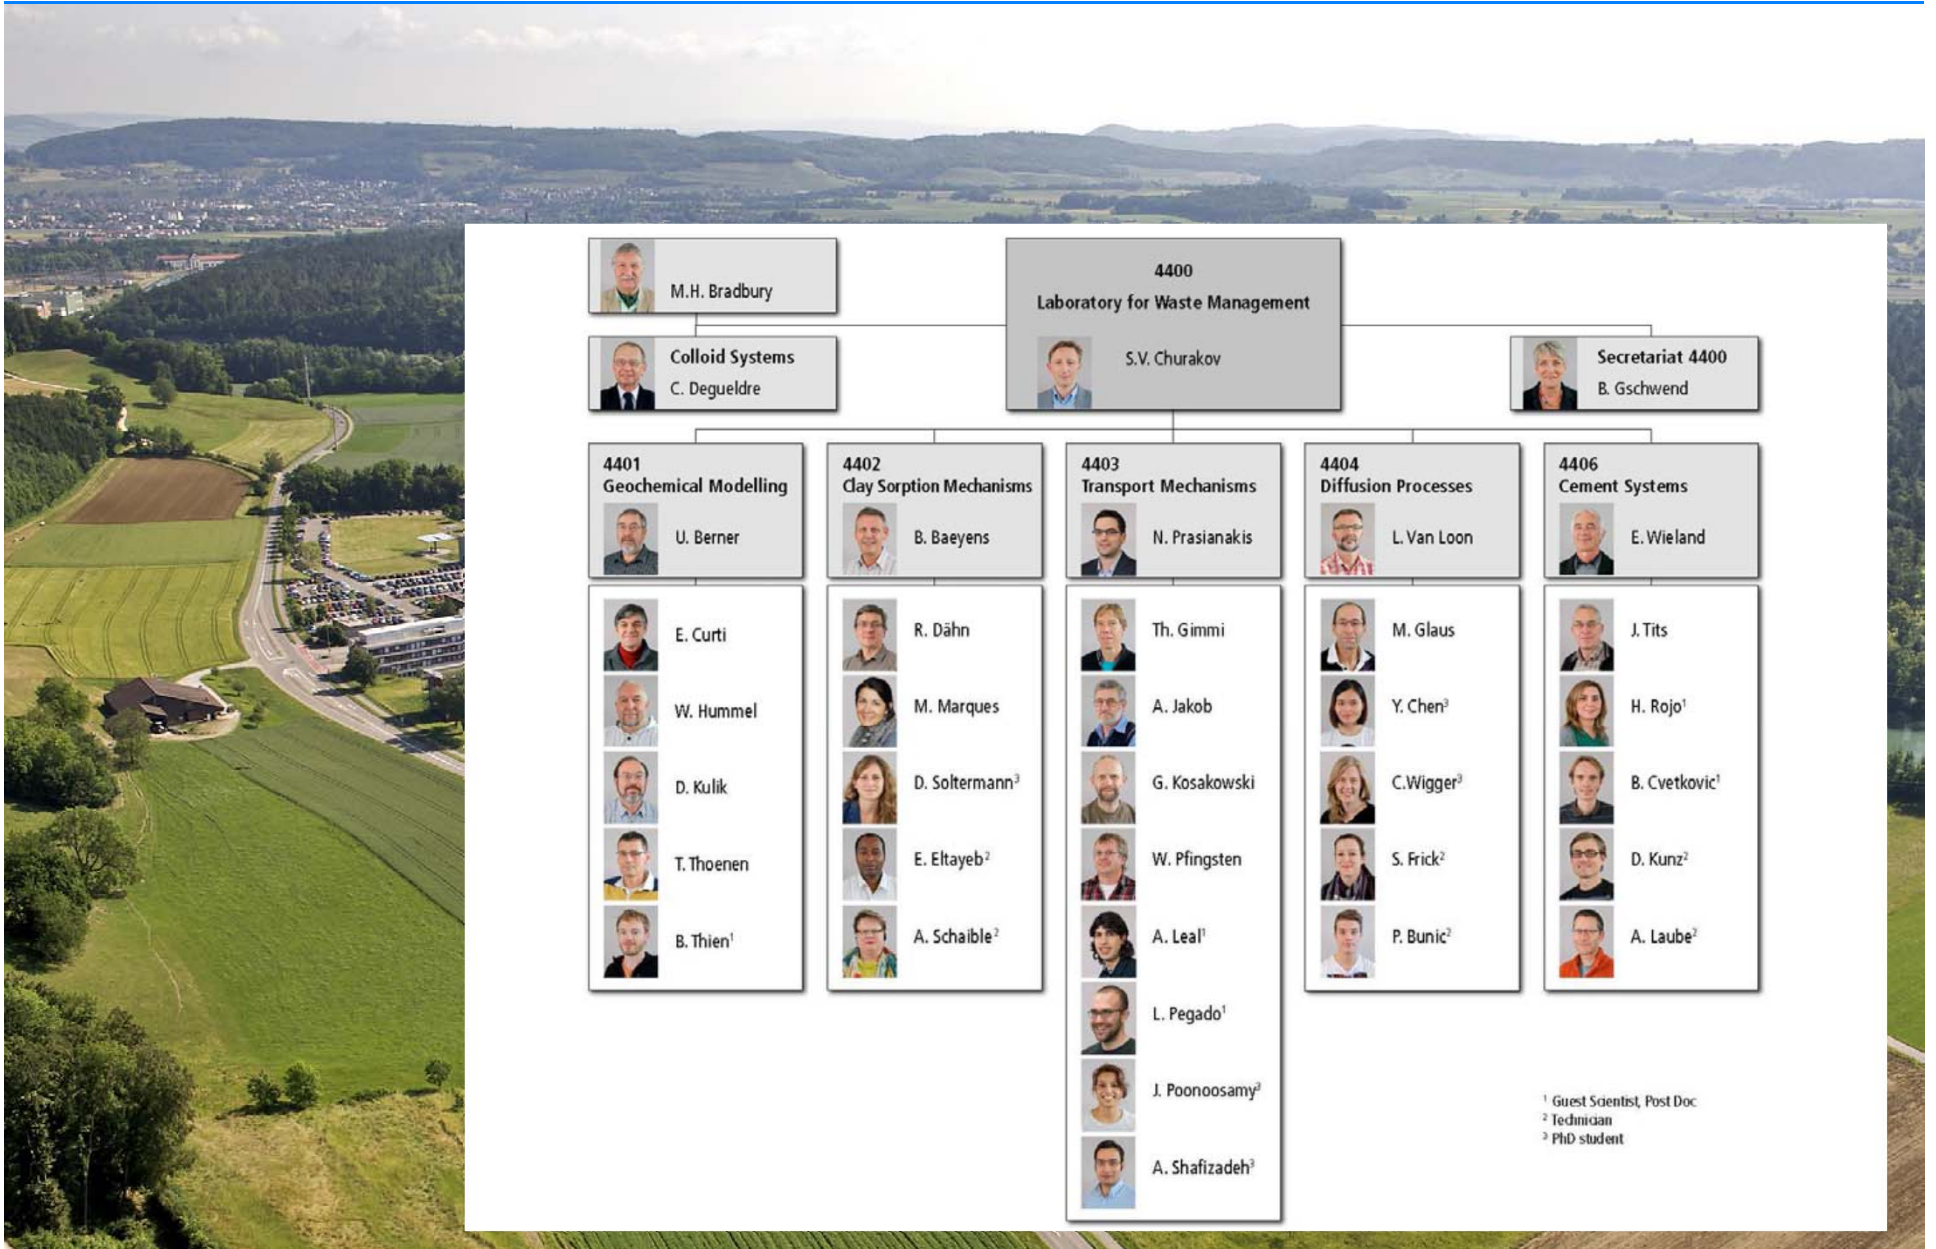 M.H. Bradbury
4400
Laboratory for Waste Management
S.V. Churakov
Colloid Systems
C. Degueldre
Secretariat 4400
B. Gschwend
4401
Geochemical Modelling
U. Berner
E. Curti
W. Hummel
D. Kulik
T. Thoenen
B. Thien¹
4402
Clay Sorption Mechanisms
B. Baeyens
R. Dähn
M. Marques
D. Soltermann³
E. Eltayeb²
A. Schaible²
4403
Transport Mechanisms
N. Prasianakis
Th. Gimmi
A. Jakob
G. Kosakowski
W. Pfingsten
A. Leal¹
L. Pegado¹
J. Poonoosamy³
A. Shafizadeh³
4404
Diffusion Processes
L. Van Loon
M. Glaus
Y. Chen³
C.Wigger³
S. Frick²
P. Bunic²
4406
Cement Systems
E. Wieland
J. Tits
H. Rojo¹
B. Cvetkovic¹
D. Kunz²
A. Laube²
¹ Guest Scientist, Post Doc
² Technician
³ PhD student